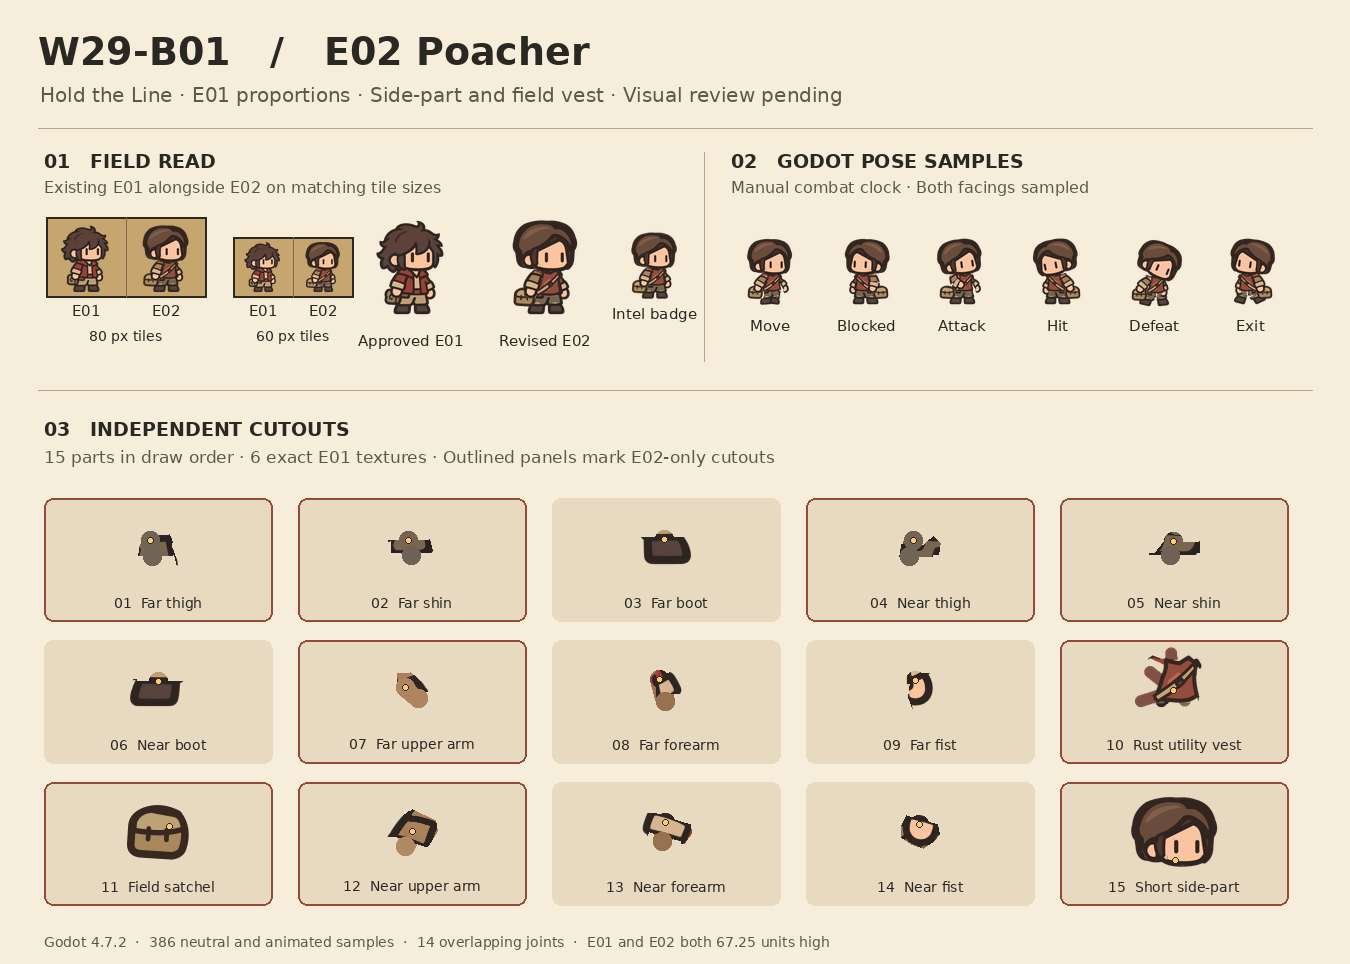 W29-B01 / E02 Poacher
Hold the Line · E01 proportions · Side-part and field vest · Visual review pending
01 FIELD READ
Existing E01 alongside E02 on matching tile sizes
E01 E02
80 px tiles
E01 E02
60 px tiles
Approved E01
Revised E02
Intel badge
02 GODOT POSE SAMPLES
Manual combat clock · Both facings sampled
Move
Blocked
Attack
Hit
Defeat
Exit
03 INDEPENDENT CUTOUTS
15 parts in draw order · 6 exact E01 textures · Outlined panels mark E02-only cutouts
01 Far thigh
02 Far shin
03 Far boot
04 Near thigh
05 Near shin
06 Near boot
07 Far upper arm
08 Far forearm
09 Far fist
10 Rust utility vest
11 Field satchel
12 Near upper arm
13 Near forearm
14 Near fist
15 Short side-part
Godot 4.7.2 · 386 neutral and animated samples · 14 overlapping joints · E01 and E02 both 67.25 units high